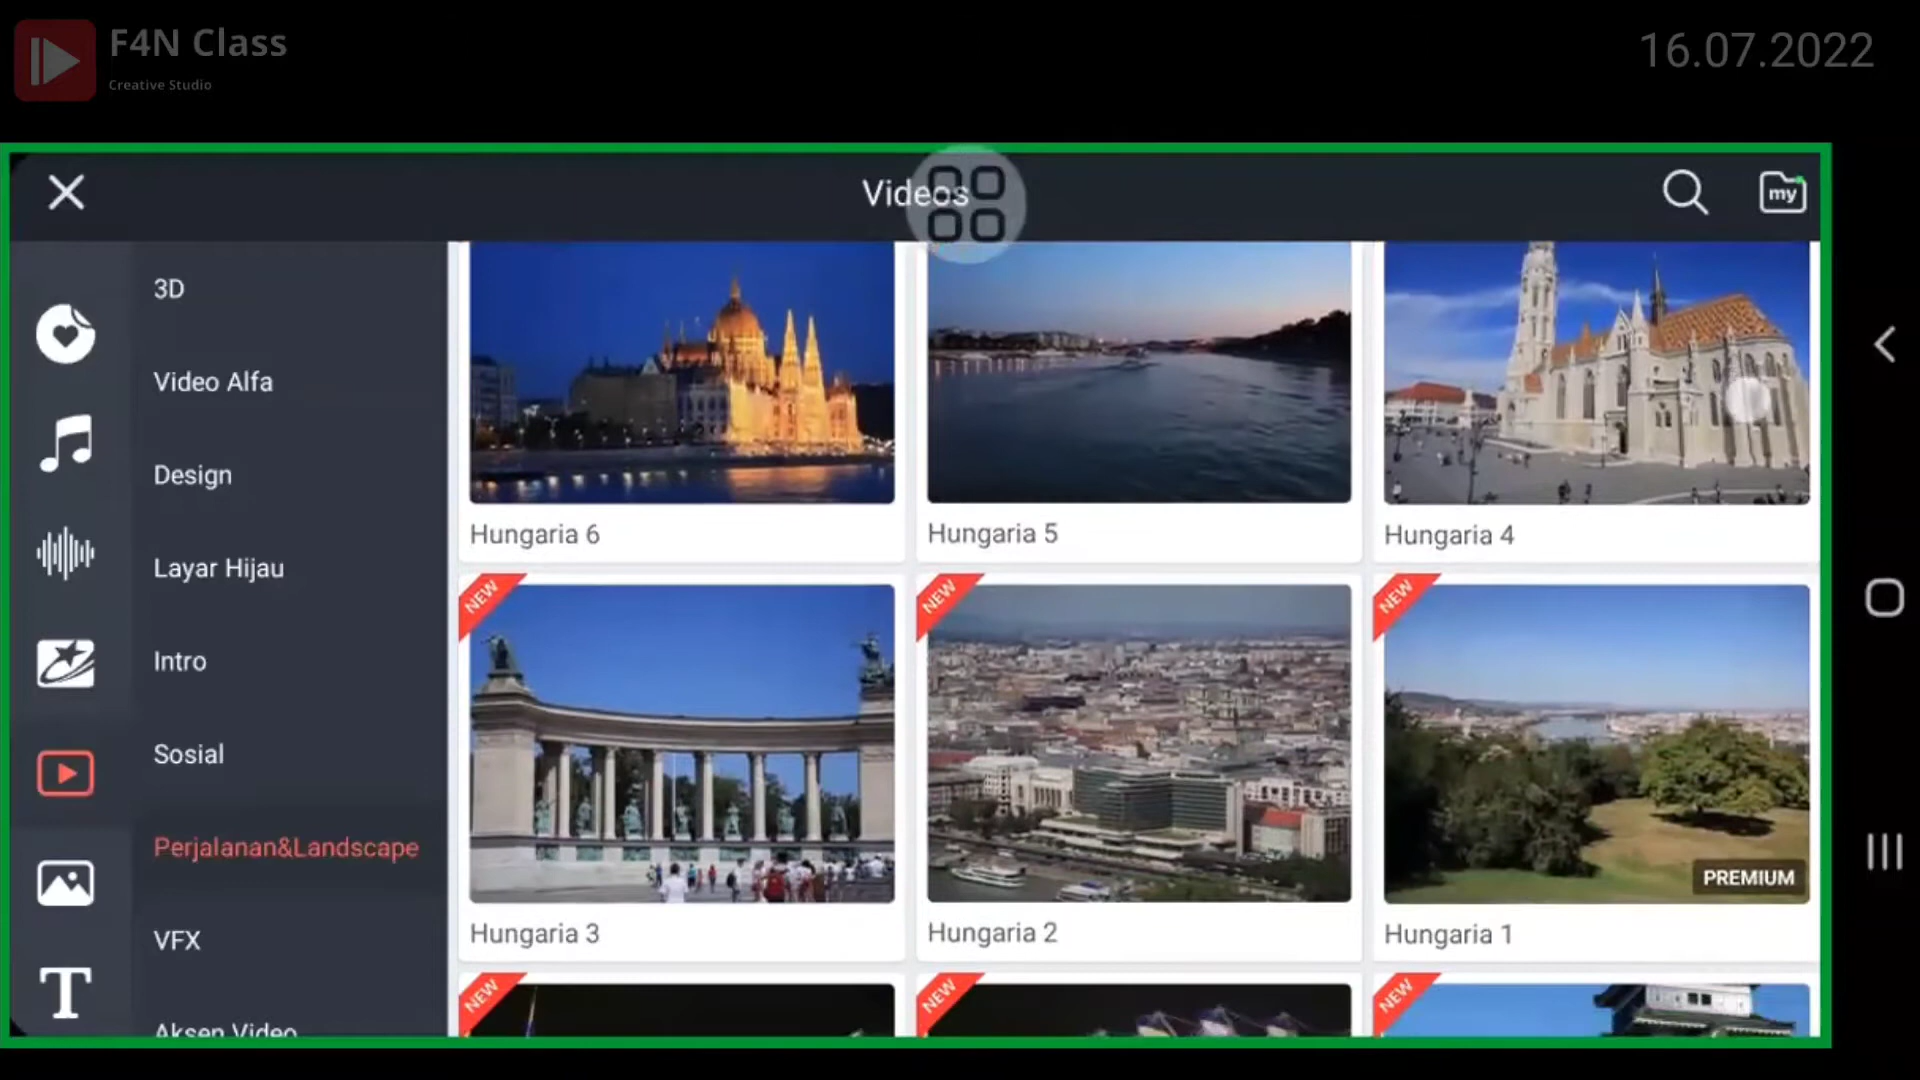 F4N Class
Creative Studio
16.07.2022
Videos
my
3D
Video Alfa
Design
Layar Hijau
Intro
Sosial
Perjalanan&Landscape
VFX
Aksen Video
T
Hungaria 6
Hungaria 5
Hungaria 4
NEW
NEW
NEW
PREMIUM
Hungaria 3
Hungaria 2
Hungaria 1
NEW
NEW
NEW